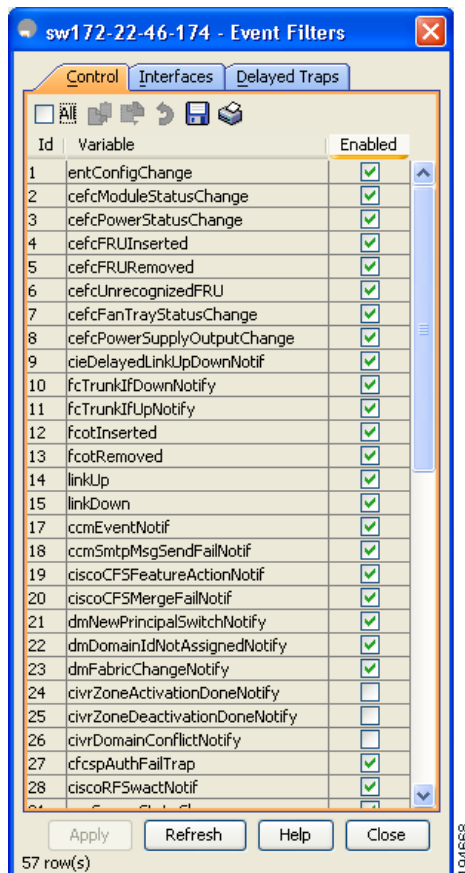 sw172-22-46-174 - Event Filters
Control Interfaces Delayed Traps
All
Id Variable Enabled
1 entConfigChange
2 cefcModuleStatusChange
3 cefcPowerStatusChange
4 cefcFRUInserted
5 cefcFRURemoved
6 cefcUnrecognizedFRU
7 cefcFanTrayStatusChange
8 cefcPowerSupplyOutputChange
9 cieDelayedLinkUpDownNotif
10 fcTrunkIfDownNotify
11 fcTrunkIfUpNotify
12 fcotInserted
13 fcotRemoved
14 linkUp
15 linkDown
17 ccmEventNotif
18 ccmSmtpMsgSendFailNotif
19 ciscoCFSFeatureActionNotif
20 ciscoCFSMergeFailNotif
21 dmNewPrincipalSwitchNotify
22 dmDomainIdNotAssignedNotify
23 dmFabricChangeNotify
24 civrZoneActivationDoneNotify
25 civrZoneDeactivationDoneNotify
26 civrDomainConflictNotify
27 cfcspAuthFailTrap
28 ciscoRFSwactNotif
Apply Refresh Help Close
57 row(s)
194668